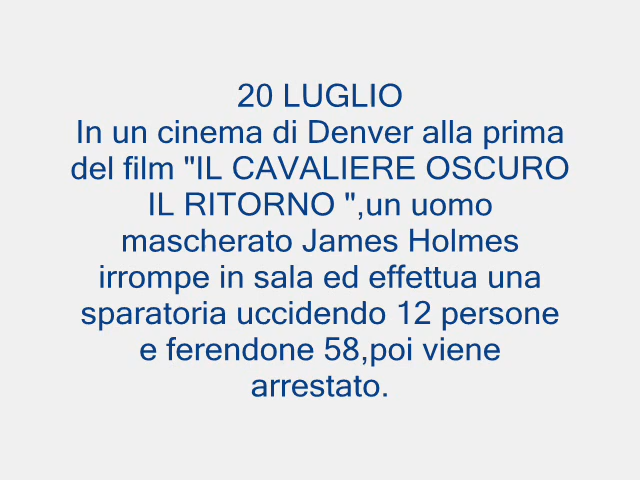 20 LUGLIO
In un cinema di Denver alla prima
del film "IL CAVALIERE OSCURO
IL RITORNO ",un uomo
mascherato James Holmes
irrompe in sala ed effettua una
sparatoria uccidendo 12 persone
e ferendone 58,poi viene
arrestato.